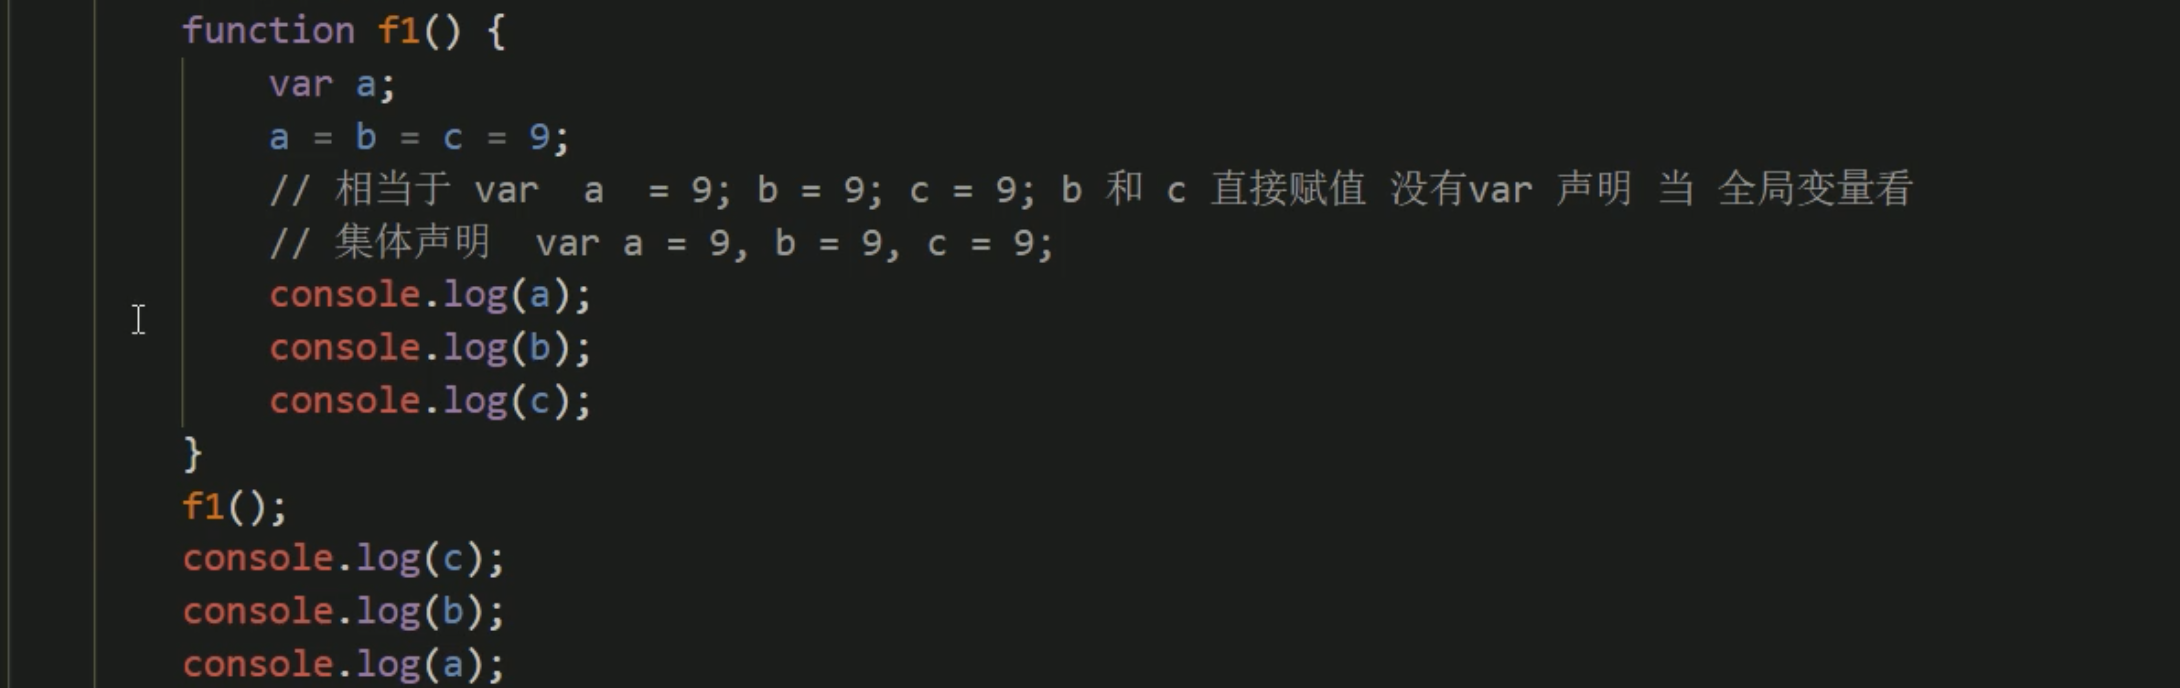 function f1() {
var a;
a = b = c = 9;
// 相当于 var  a  = 9; b = 9; c = 9; b 和 c 直接赋值 没有var 声明 当 全局变量看
// 集体声明  var a = 9, b = 9, c = 9;
console.log(a);
console.log(b);
console.log(c);
}
f1();
console.log(c);
console.log(b);
console.log(a);